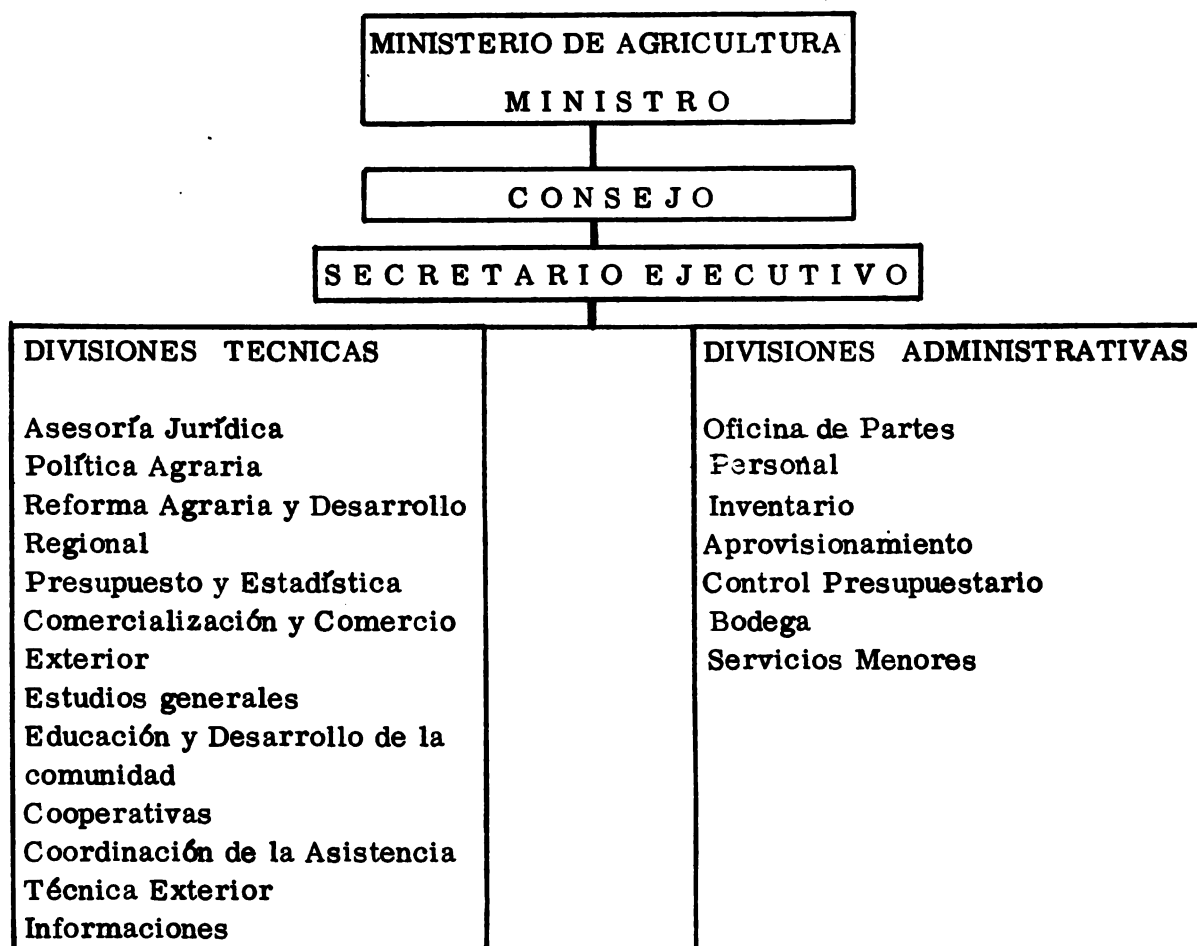 MINISTERIO DE AGRICULTURA
MINISTRO
CONSEJO
SECRETARIO EJECUTIVO
DIVISIONES TECNICAS
Asesoría Jurídica
Política Agraria
Reforma Agraria y Desarrollo
Regional
Presupuesto y Estadística
Comercialización y Comercio
Exterior
Estudios generales
Educación y Desarrollo de la
comunidad
Cooperativas
Coordinación de la Asistencia
Técnica Exterior
Informaciones
DIVISIONES ADMINISTRATIVAS
Oficina de Partes
Personal
Inventario
Aprovisionamiento
Control Presupuestario
Bodega
Servicios Menores